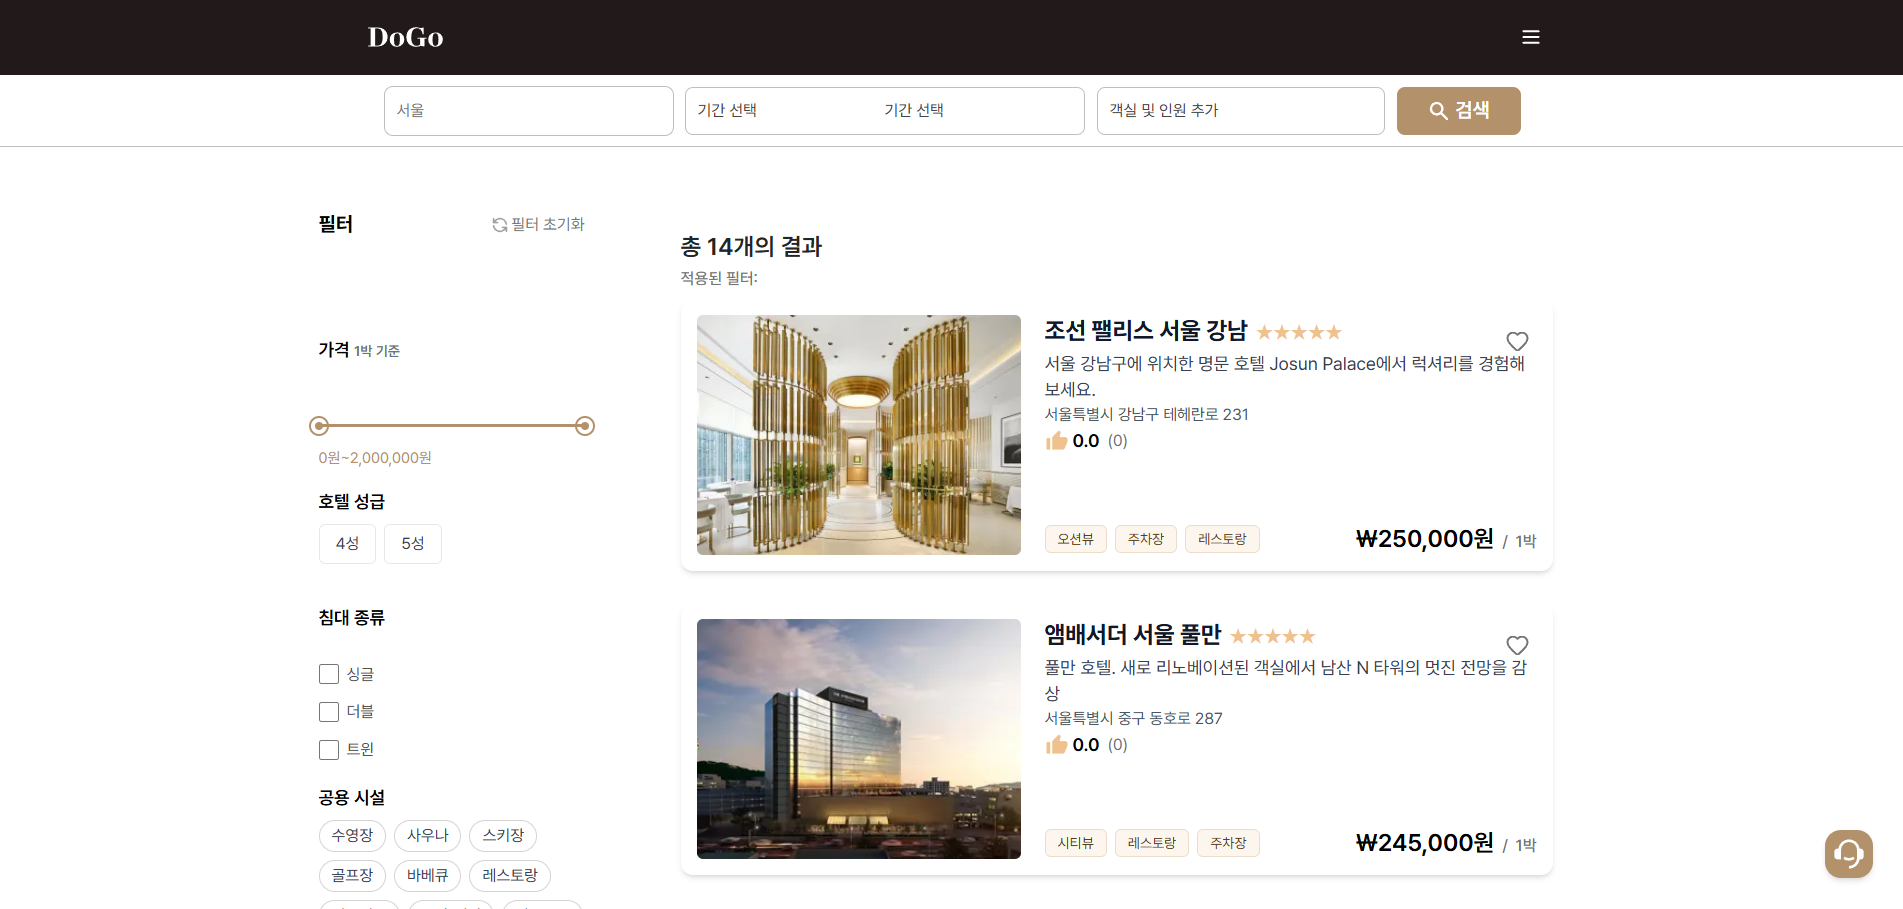 DoGo
서울
기간 선택
기간 선택
객실 및 인원 추가
검색
필터
필터 초기화
가격 1박 기준
0원~2,000,000원
호텔 성급
4성
5성
침대 종류
싱글
더블
트윈
공용 시설
수영장
사우나
스키장
골프장
바베큐
레스토랑
총 14개의 결과
적용된 필터:
조선 팰리스 서울 강남
서울 강남구에 위치한 명문 호텔 Josun Palace에서 럭셔리를 경험해
보세요.
서울특별시 강남구 테헤란로 231
0.0 (0)
오션뷰
주차장
레스토랑
₩250,000원 / 1박
앰배서더 서울 풀만
풀만 호텔. 새로 리노베이션된 객실에서 남산 N 타워의 멋진 전망을 감
상
서울특별시 중구 동호로 287
0.0 (0)
시티뷰
레스토랑
주차장
₩245,000원 / 1박